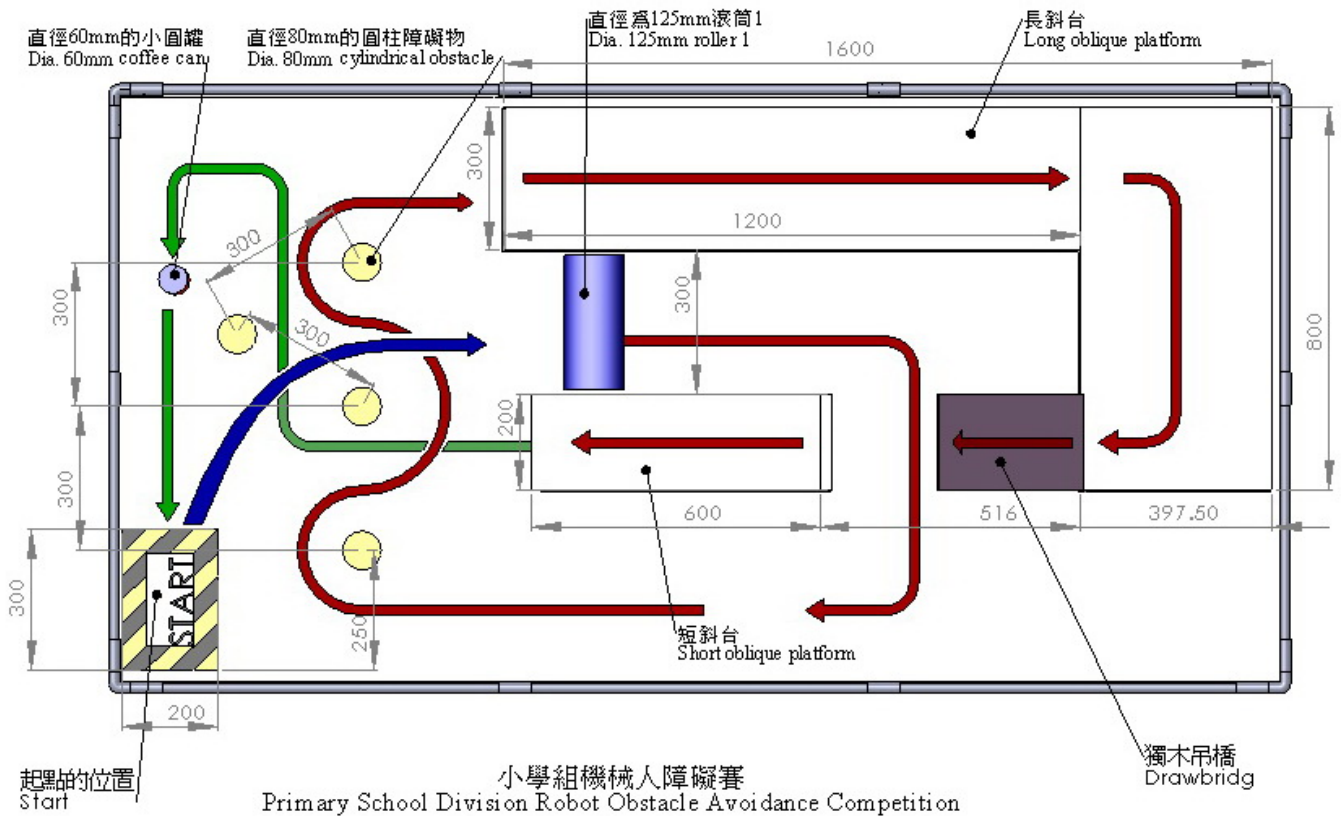 直徑60mm的小圓罐
Dia. 60mm coffee can
直徑80mm的圓柱障礙物
Dia. 80mm cylindrical obstacle
直徑爲125mm滾筒1
Dia. 125mm roller 1
長斜台
Long oblique platform
1600
300
1200
300
300
300
300
800
200
300
600
516
397.50
300
START
250
200
短斜台
Short oblique platform
起點的位置
Start
獨木吊橋
Drawbridg
小學組機械人障礙賽
Primary School Division Robot Obstacle Avoidance Competition